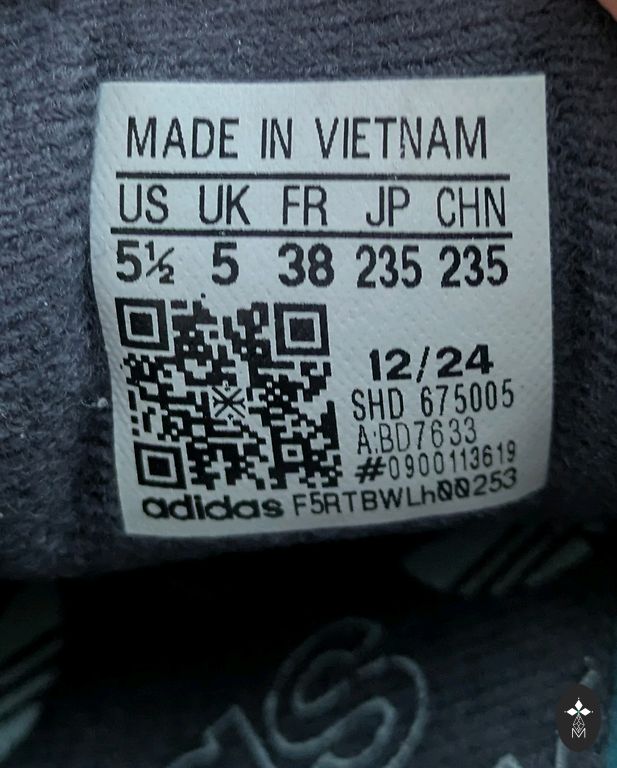 MADE IN VIETNAM
US UK FR JP CHN
5½ 5 38 235 235
12/24
SHD 675005
A:BD7633
#0900113619
adidas F5RTBWLh00253